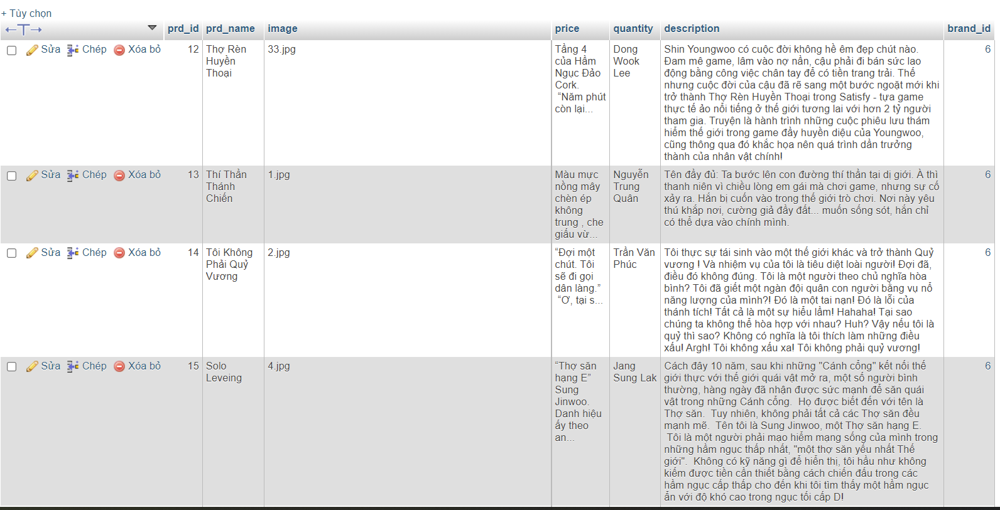 + Tùy chọn
←T→ prd_id prd_name image price quantity description brand_id
Sửa Chép Xóa bỏ 12
Thợ Rèn
Huyền
Thoại
33.jpg
Tầng 4
của Hầm
Ngục Đảo
Cork.
“Năm phút
còn lại...
Dong
Wook
Lee
Shin Youngwoo có cuộc đời không hề êm đẹp chút nào.
Đam mê game, lâm vào nợ nần, cậu phải đi bán sức lao
động bằng công việc chân tay để có tiền trang trải. Thế
nhưng cuộc đời của cậu đã rẽ sang một bước ngoặt mới khi
trở thành Thợ Rèn Huyền Thoại trong Satisfy - tựa game
thực tế ảo nổi tiếng ở thế giới tương lai với hơn 2 tỷ người
tham gia. Truyện là hành trình những cuộc phiêu lưu thám
hiểm thế giới trong game đầy huyền diệu của Youngwoo,
cũng thông qua đó khắc họa nên quá trình dần trưởng
thành của nhân vật chính!
6
Sửa Chép Xóa bỏ 13
Thí Thần
Thánh
Chiến
1.jpg
Màu mực
nồng mây
chèn ép
không
trung , che
giấu vừ...
Nguyễn
Trung
Quân
Tên đầy đủ: Ta bước lên con đường thí thần tại dị giới. À thì
thanh niên vì chiều lòng em gái mà chơi game, nhưng sự cố
xảy ra. Hắn bị cuốn vào trong thế giới trò chơi. Nơi này yêu
thú khắp nơi, cường giả đầy đất... muốn sống sót, hắn chỉ
có thể dựa vào chính mình.
6
Sửa Chép Xóa bỏ 14
Tôi Không
Phải Quỷ
Vương
2.jpg
“Đợi một
chút. Tôi
sẽ đi gọi
dân làng.”
“Ơ, tại s...
Trần Văn
Phúc
Tôi thực sự tái sinh vào một thế giới khác và trở thành Quỷ
vương ! Và nhiệm vụ của tôi là tiêu diệt loài người! Đợi đã,
điều đó không đúng. Tôi là một người theo chủ nghĩa hòa
bình? Tôi đã giết một ngàn đội quân con người bằng vụ nổ
năng lượng của mình?! Đó là một tai nạn! Đó là lỗi của
thánh tích! Tất cả là một sự hiểu lầm! Hahaha! Tại sao
chúng ta không thể hòa hợp với nhau? Huh? Vậy nếu tôi là
quỷ thì sao? Không có nghĩa là tôi thích làm những điều
xấu! Argh! Tôi không xấu xa! Tôi không phải quỷ vương!
6
Sửa Chép Xóa bỏ 15
Solo
Leveing
4.jpg
“Thợ săn
hạng E”
Sung
Jinwoo.
Danh hiệu
ấy theo
an...
Jang
Sung Lak
Cách đây 10 năm, sau khi những "Cánh cổng" kết nối thế
giới thực với thế giới quái vật mở ra, một số người bình
thường, hàng ngày đã nhận được sức mạnh để săn quái
vật trong những Cánh cổng. Họ được biết đến với tên là
Thợ săn. Tuy nhiên, không phải tất cả các Thợ săn đều
mạnh mẽ. Tên tôi là Sung Jinwoo, một Thợ săn hạng E.
Tôi là một người phải mạo hiểm mạng sống của mình trong
những hầm ngục thấp nhất, "một thợ săn yếu nhất Thế
giới". Không có kỹ năng gì để hiển thị, tôi hầu như không
kiếm được tiền cần thiết bằng cách chiến đấu trong các
hầm ngục cấp thấp cho đến khi tôi tìm thấy một hầm ngục
ẩn với độ khó cao trong ngục tối cấp D!
6